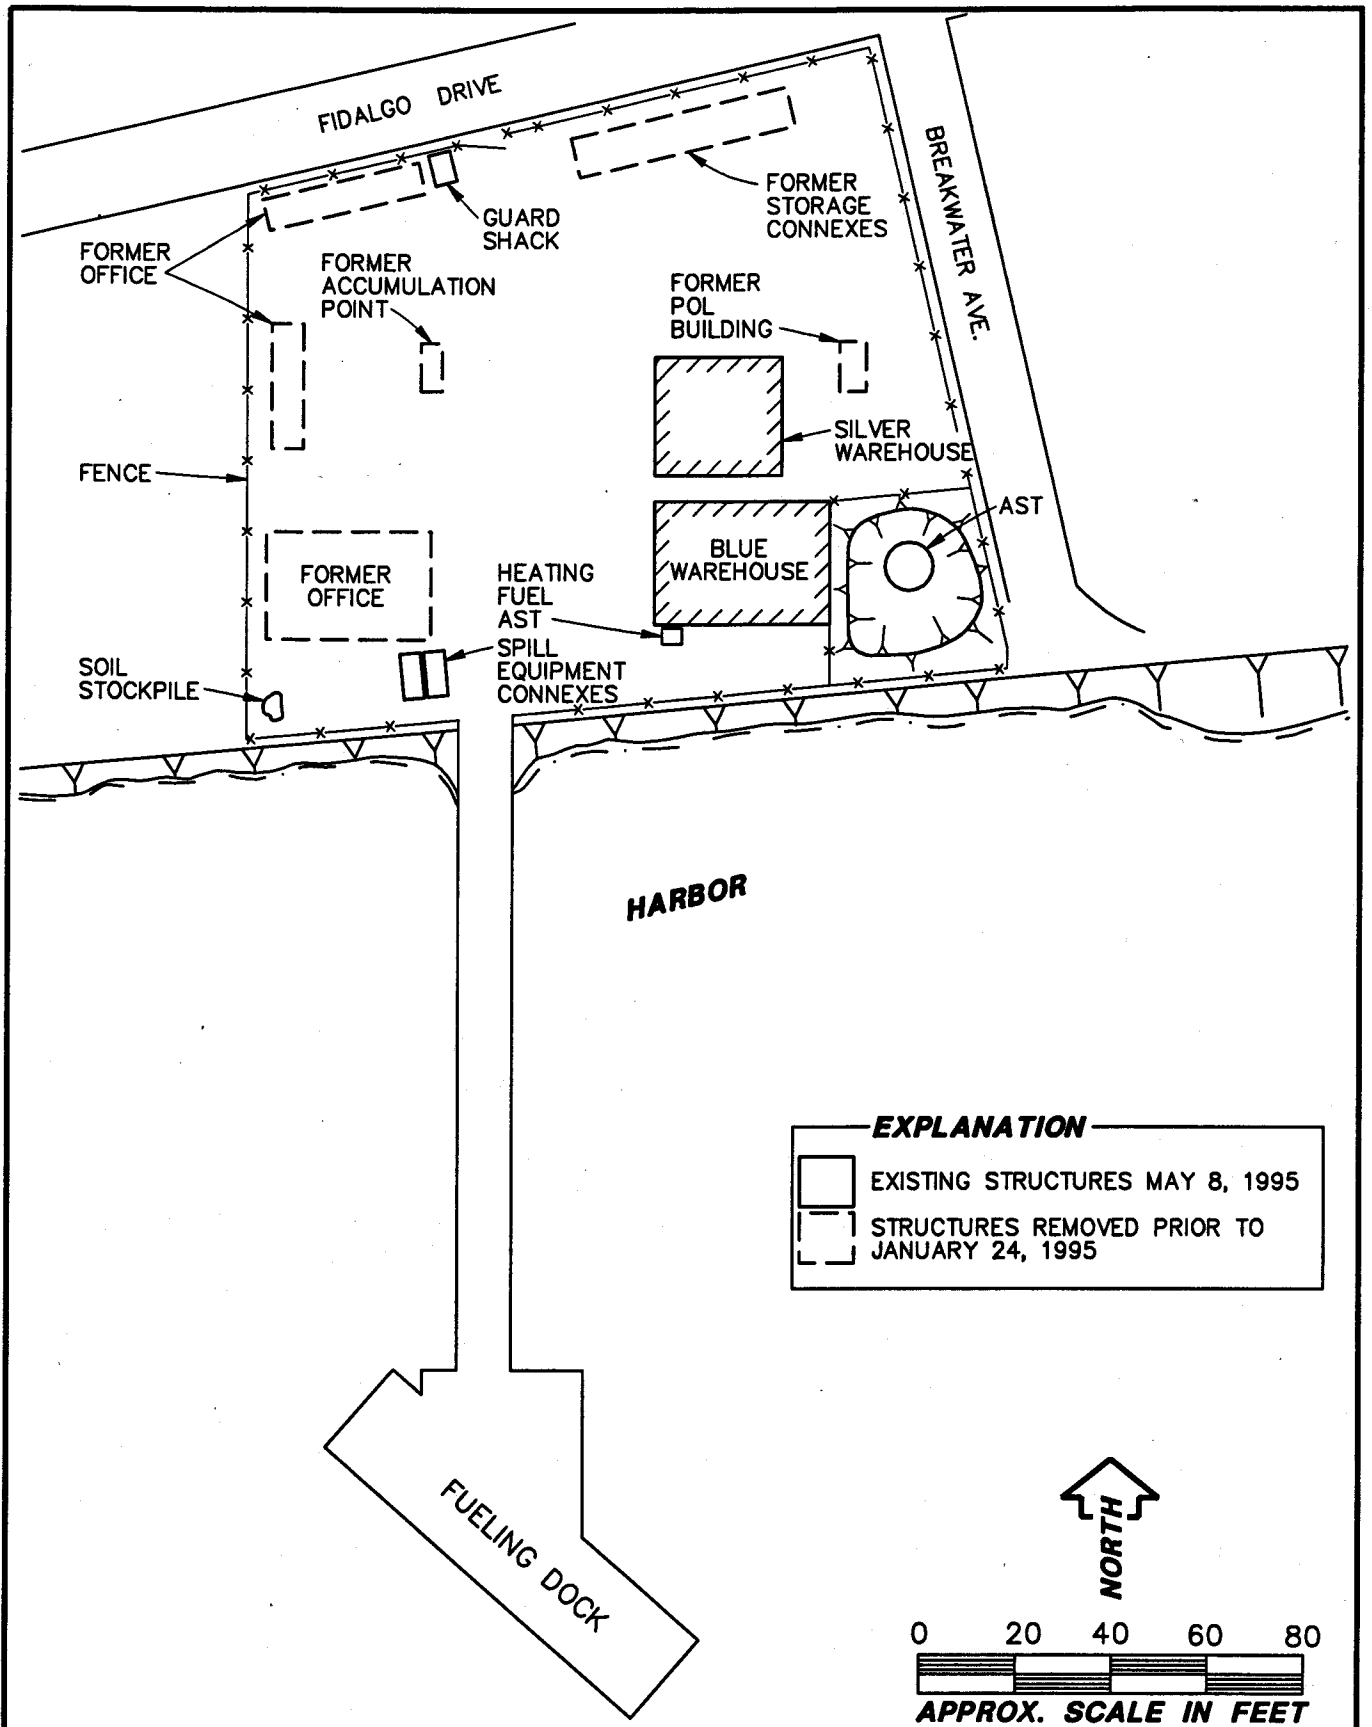 FIDALGO DRIVE
BREAKWATER AVE.
FORMER
STORAGE
CONNEXES
GUARD
SHACK
FORMER
OFFICE
FORMER
ACCUMULATION
POINT
FORMER
POL
BUILDING
SILVER
WAREHOUSE
FENCE
AST
BLUE
WAREHOUSE
FORMER
OFFICE
HEATING
FUEL
AST
SPILL
EQUIPMENT
CONNEXES
SOIL
STOCKPILE
HARBOR
EXPLANATION
EXISTING STRUCTURES MAY 8, 1995
STRUCTURES REMOVED PRIOR TO
JANUARY 24, 1995
FUELING DOCK
NORTH
0 20 40 60 80
APPROX. SCALE IN FEET